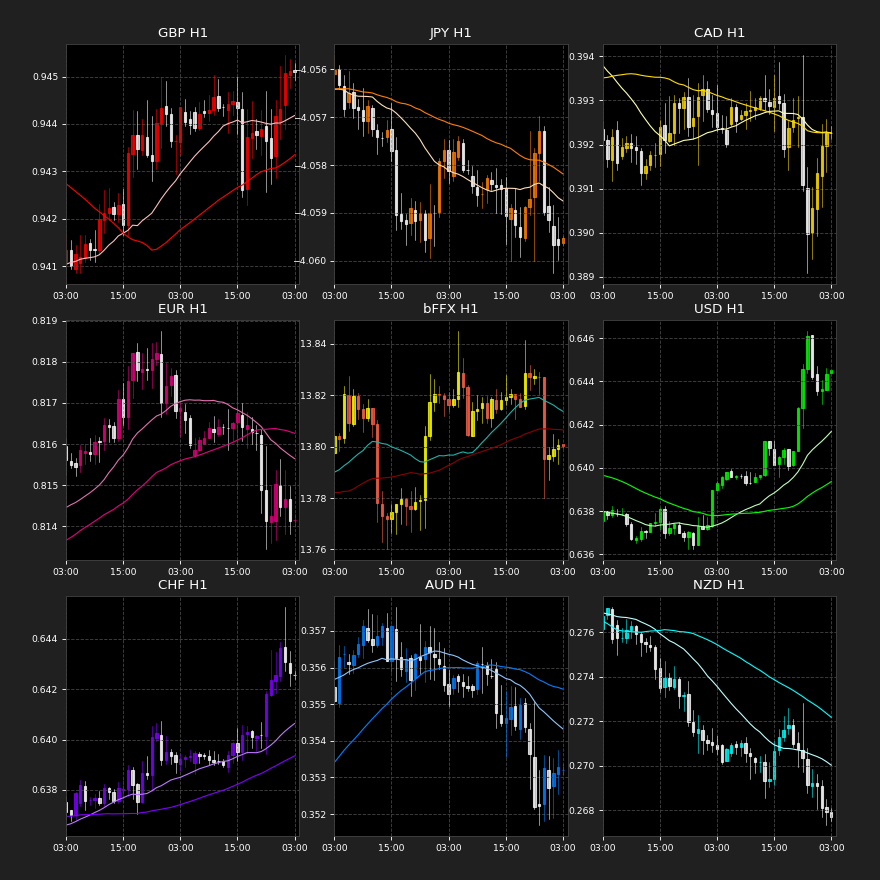 GBP H1
0.945
0.944
0.943
0.942
0.941
03:00 15:00 03:00 15:00 03:00
JPY H1
−4.056
−4.057
−4.058
−4.059
−4.060
03:00 15:00 03:00 15:00 03:00
CAD H1
0.394
0.393
0.392
0.391
0.390
0.389
03:00 15:00 03:00 15:00 03:00
EUR H1
0.819
0.818
0.817
0.816
0.815
0.814
03:00 15:00 03:00 15:00 03:00
bFFX H1
13.84
13.82
13.80
13.78
13.76
03:00 15:00 03:00 15:00 03:00
USD H1
0.646
0.644
0.642
0.640
0.638
0.636
03:00 15:00 03:00 15:00 03:00
CHF H1
0.644
0.642
0.640
0.638
03:00 15:00 03:00 15:00 03:00
AUD H1
0.357
0.356
0.355
0.354
0.353
0.352
03:00 15:00 03:00 15:00 03:00
NZD H1
0.276
0.274
0.272
0.270
0.268
03:00 15:00 03:00 15:00 03:00